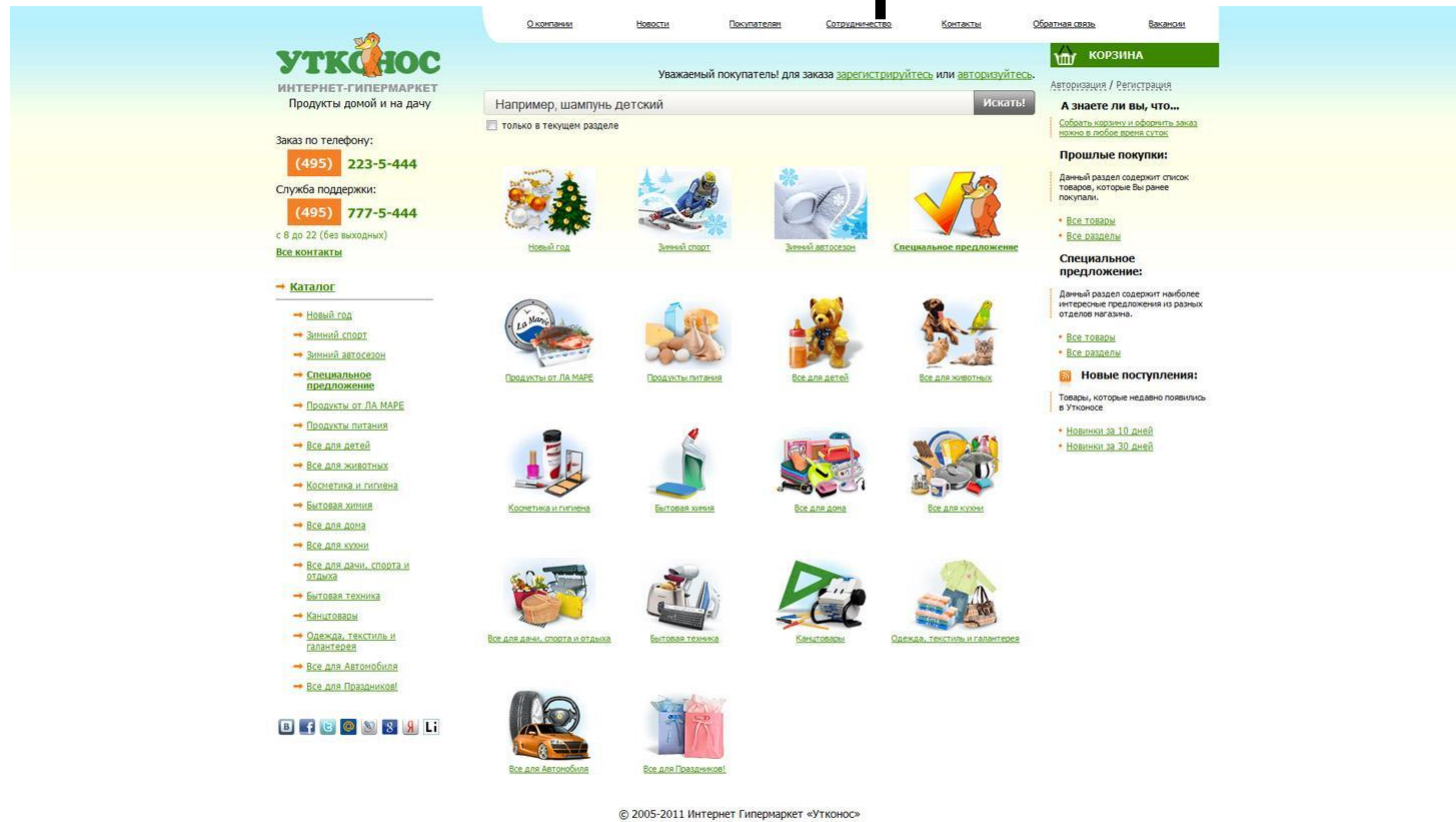 О компании
Новости
Покупателям
Сотрудничество
Контакты
Обратная связь
Вакансии
УТКОНОС
ИНТЕРНЕТ-ГИПЕРМАРКЕТ
Продукты домой и на дачу
Заказ по телефону:
(495) 223-5-444
Служба поддержки:
(495) 777-5-444
с 8 до 22 (без выходных)
Все контакты
Каталог
Новый год
Зимний спорт
Зимний автосезон
Специальное
предложение
Продукты от ЛА МАРЕ
Продукты питания
Все для детей
Все для животных
Косметика и гигиена
Бытовая химия
Все для дома
Все для кухни
Все для дачи, спорта и
отдыха
Бытовая техника
Канцтовары
Одежда, текстиль и
галантерея
Все для Автомобиля
Все для Праздников!
Li
Уважаемый покупатель! для заказа зарегистрируйтесь или авторизуйтесь.
Например, шампунь детский
Искать!
только в текущем разделе
Новый год
Зимний спорт
Зимний автосезон
Специальное предложение
La Marée
Продукты от ЛА МАРЕ
Продукты питания
Все для детей
Все для животных
Косметика и гигиена
Бытовая химия
Все для дома
Все для кухни
Все для дачи, спорта и отдыха
Бытовая техника
Канцтовары
Одежда, текстиль и галантерея
Все для Автомобиля
Все для Праздников!
КОРЗИНА
Авторизация / Регистрация
А знаете ли вы, что...
Собрать корзину и оформить заказ
можно в любое время суток
Прошлые покупки:
Данный раздел содержит список
товаров, которые Вы ранее
покупали.
Все товары
Все разделы
Специальное
предложение:
Данный раздел содержит наиболее
интересные предложения из разных
отделов магазина.
Все товары
Все разделы
Новые поступления:
Товары, которые недавно появились
в Утконосе
Новинки за 10 дней
Новинки за 30 дней
© 2005-2011 Интернет Гипермаркет «Утконос»